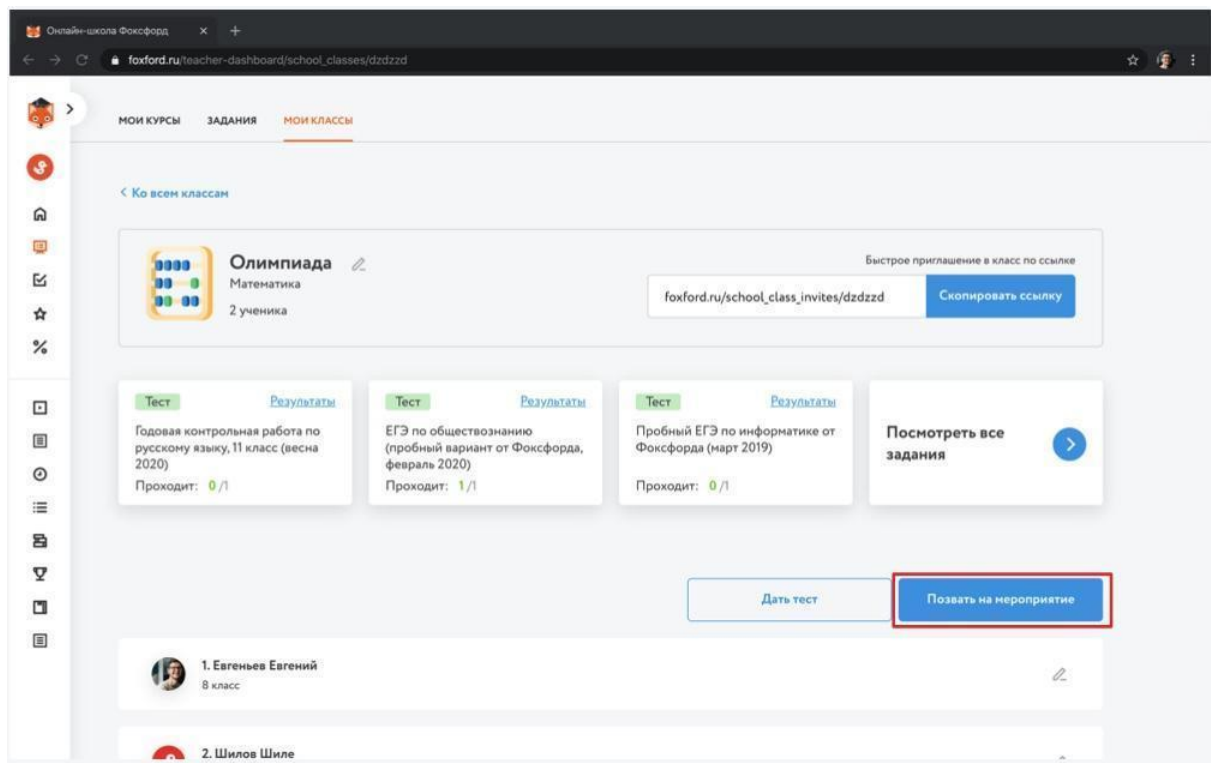 Онлайн-школа Фоксфорд
foxford.ru/teacher-dashboard/school_classes/dzdzzd
МОИ КУРСЫ ЗАДАНИЯ МОИ КЛАССЫ
Ко всем классам
Олимпиада
Математика
2 ученика
Быстрое приглашение в класс по ссылке
foxford.ru/school_class_invites/dzdzzd Скопировать ссылку
Тест Результаты
Годовая контрольная работа по
русскому языку, 11 класс (весна
2020)
Проходит: 0/1
Тест Результаты
ЕГЭ по обществознанию
(пробный вариант от Фоксфорда,
февраль 2020)
Проходит: 1/1
Тест Результаты
Пробный ЕГЭ по информатике от
Фоксфорда (март 2019)
Проходит: 0/1
Посмотреть все
задания
Дать тест Позвать на мероприятие
1. Евгеньев Евгений
8 класс
2. Шилов Шиле